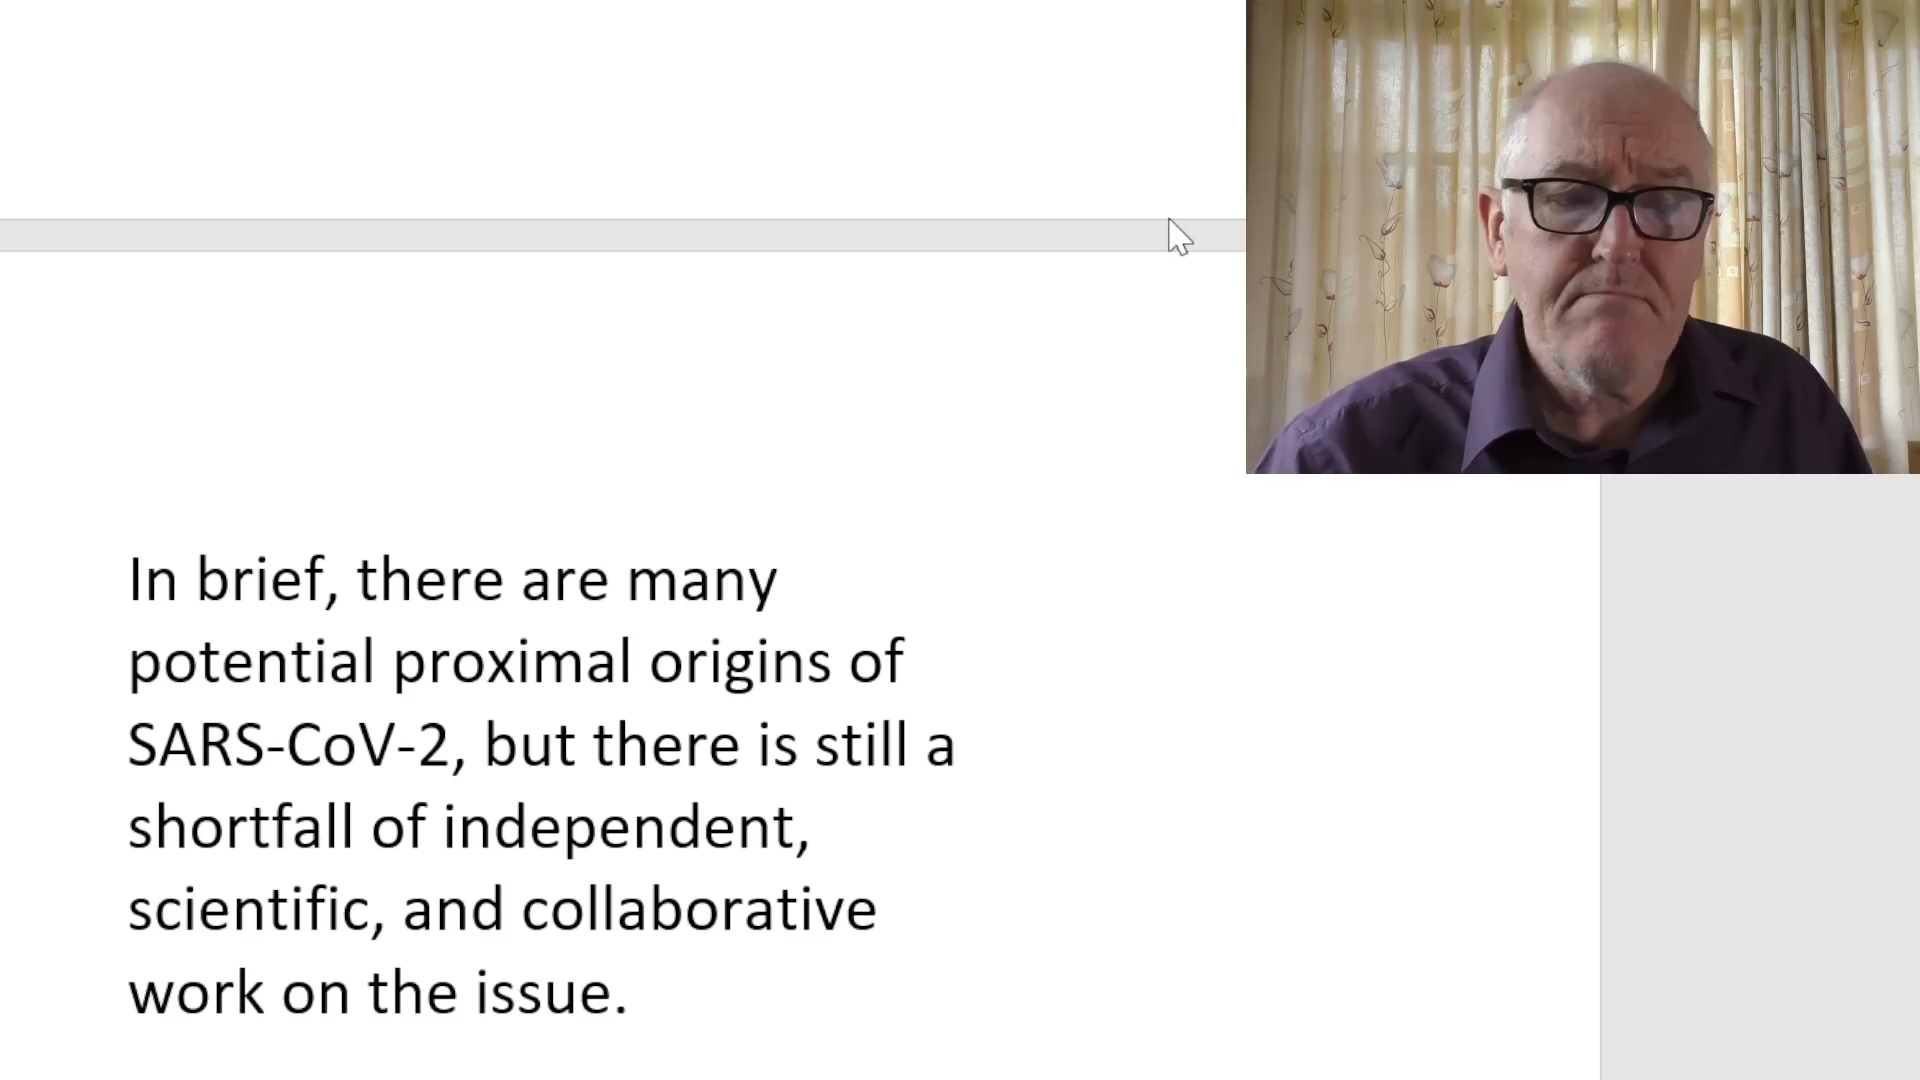 In brief, there are many
potential proximal origins of
SARS-CoV-2, but there is still a
shortfall of independent,
scientific, and collaborative
work on the issue.